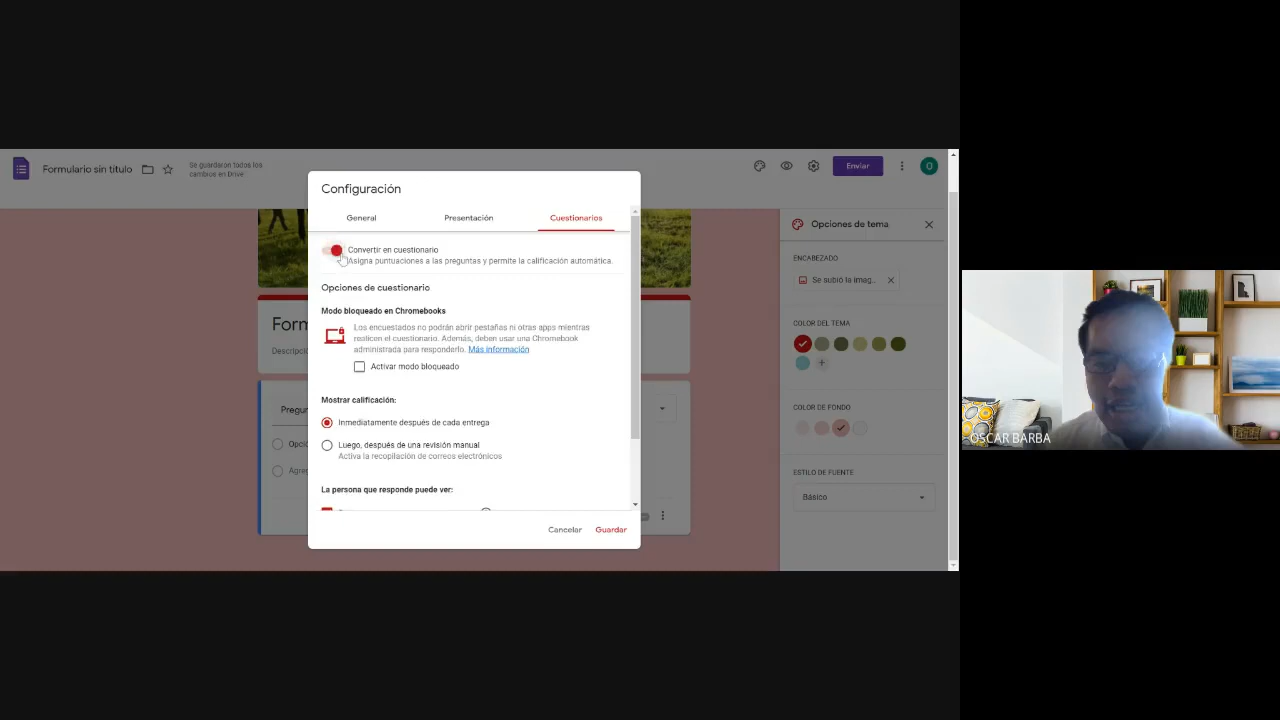 Formulario sin título
Se guardaron todos los
cambios en Drive
Enviar
O
Configuración
General
Presentación
Cuestionarios
Convertir en cuestionario
Asigna puntuaciones a las preguntas y permite la calificación automática.
Opciones de cuestionario
Modo bloqueado en Chromebooks
Los encuestados no podrán abrir pestañas ni otras apps mientras
realicen el cuestionario. Además, deben usar una Chromebook
administrada para responderlo. Más información
Activar modo bloqueado
Mostrar calificación:
Inmediatamente después de cada entrega
Luego, después de una revisión manual
Activa la recopilación de correos electrónicos
La persona que responde puede ver:
Cancelar
Guardar
Form
Descripció
Pregun
Opció
Agreg
Opciones de tema
ENCABEZADO
Se subió la imag...
COLOR DEL TEMA
COLOR DE FONDO
ESTILO DE FUENTE
Básico
OSCAR BARBA